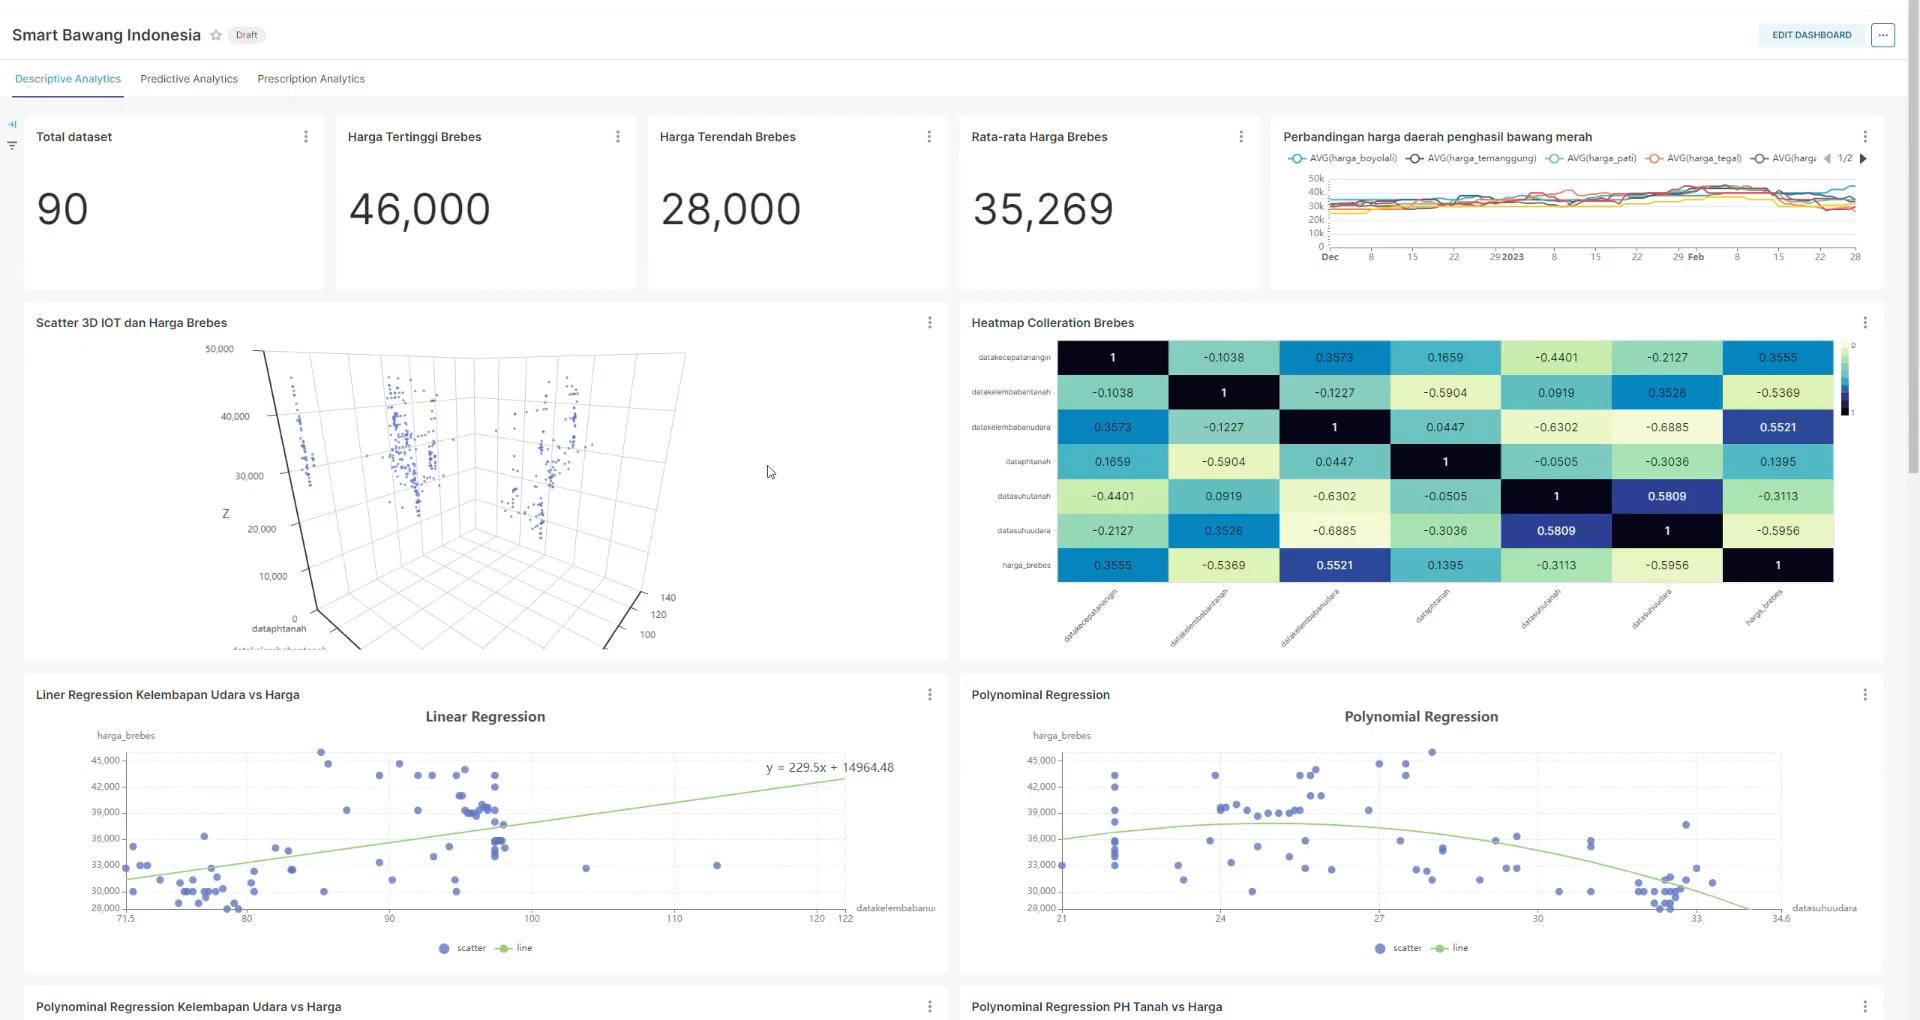 Smart Bawang Indonesia Draft EDIT DASHBOARD ...
Descriptive Analytics Predictive Analytics Prescription Analytics
Total dataset
90
Harga Tertinggi Brebes
46,000
Harga Terendah Brebes
28,000
Rata-rata Harga Brebes
35,269
Perbandingan harga daerah penghasil bawang merah
AVG(harga_boyolali) AVG(harga_temanggung) AVG(harga_pati) AVG(harga_tegal) AVG(harga 1/2
50k
40k
30k
20k
10k
0
Dec 8 15 22 29 2023 8 15 22 29 Feb 8 15 22 28
Scatter 3D IOT dan Harga Brebes
50,000
40,000
30,000
Z
20,000
10,000
0
dataphtanah
140
120
100
Heatmap Colleration Brebes
datakecepatanangin 1 -0.1038 0.3573 0.1659 -0.4401 -0.2127 0.3555
datakelembabantanah -0.1038 1 -0.1227 -0.5904 0.0919 0.3526 -0.5369
datakelembabanudara 0.3573 -0.1227 1 0.0447 -0.6302 -0.6885 0.5521
dataphtanah 0.1659 -0.5904 0.0447 1 -0.0505 -0.3036 0.1395
datasuhutanah -0.4401 0.0919 -0.6302 -0.0505 1 0.5809 -0.3113
datasuhuudara -0.2127 0.3526 -0.6885 -0.3036 0.5809 1 -0.5956
harga_brebes 0.3555 -0.5369 0.5521 0.1395 -0.3113 -0.5956 1
datakecepatanangin datakelembabantanah datakelembabanudara dataphtanah datasuhutanah datasuhuudara harga_brebes
0
1
Liner Regression Kelembapan Udara vs Harga
Linear Regression
harga_brebes
y = 229.5x + 14964.48
45,000
42,000
39,000
36,000
33,000
30,000
28,000
71.5 80 90 100 110 120 122
datakelembabanu
scatter line
Polynominal Regression
Polynomial Regression
harga_brebes
45,000
42,000
39,000
36,000
33,000
30,000
28,000
21 24 27 30 33 34.6
datasuhuudara
scatter line
Polynominal Regression Kelembapan Udara vs Harga
Polynominal Regression PH Tanah vs Harga